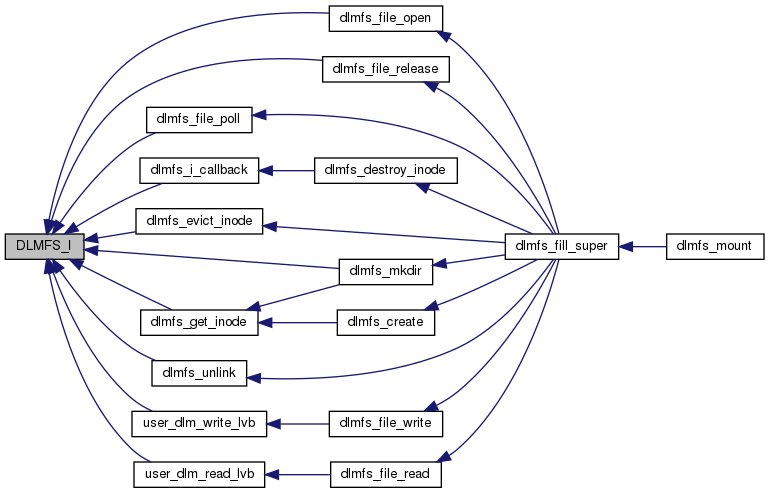 dlmfs_file_open
dlmfs_file_release
dlmfs_file_poll
dlmfs_i_callback
dlmfs_destroy_inode
dlmfs_evict_inode
DLMFS_I
dlmfs_fill_super
dlmfs_mount
dlmfs_mkdir
dlmfs_get_inode
dlmfs_create
dlmfs_unlink
user_dlm_write_lvb
dlmfs_file_write
user_dlm_read_lvb
dlmfs_file_read